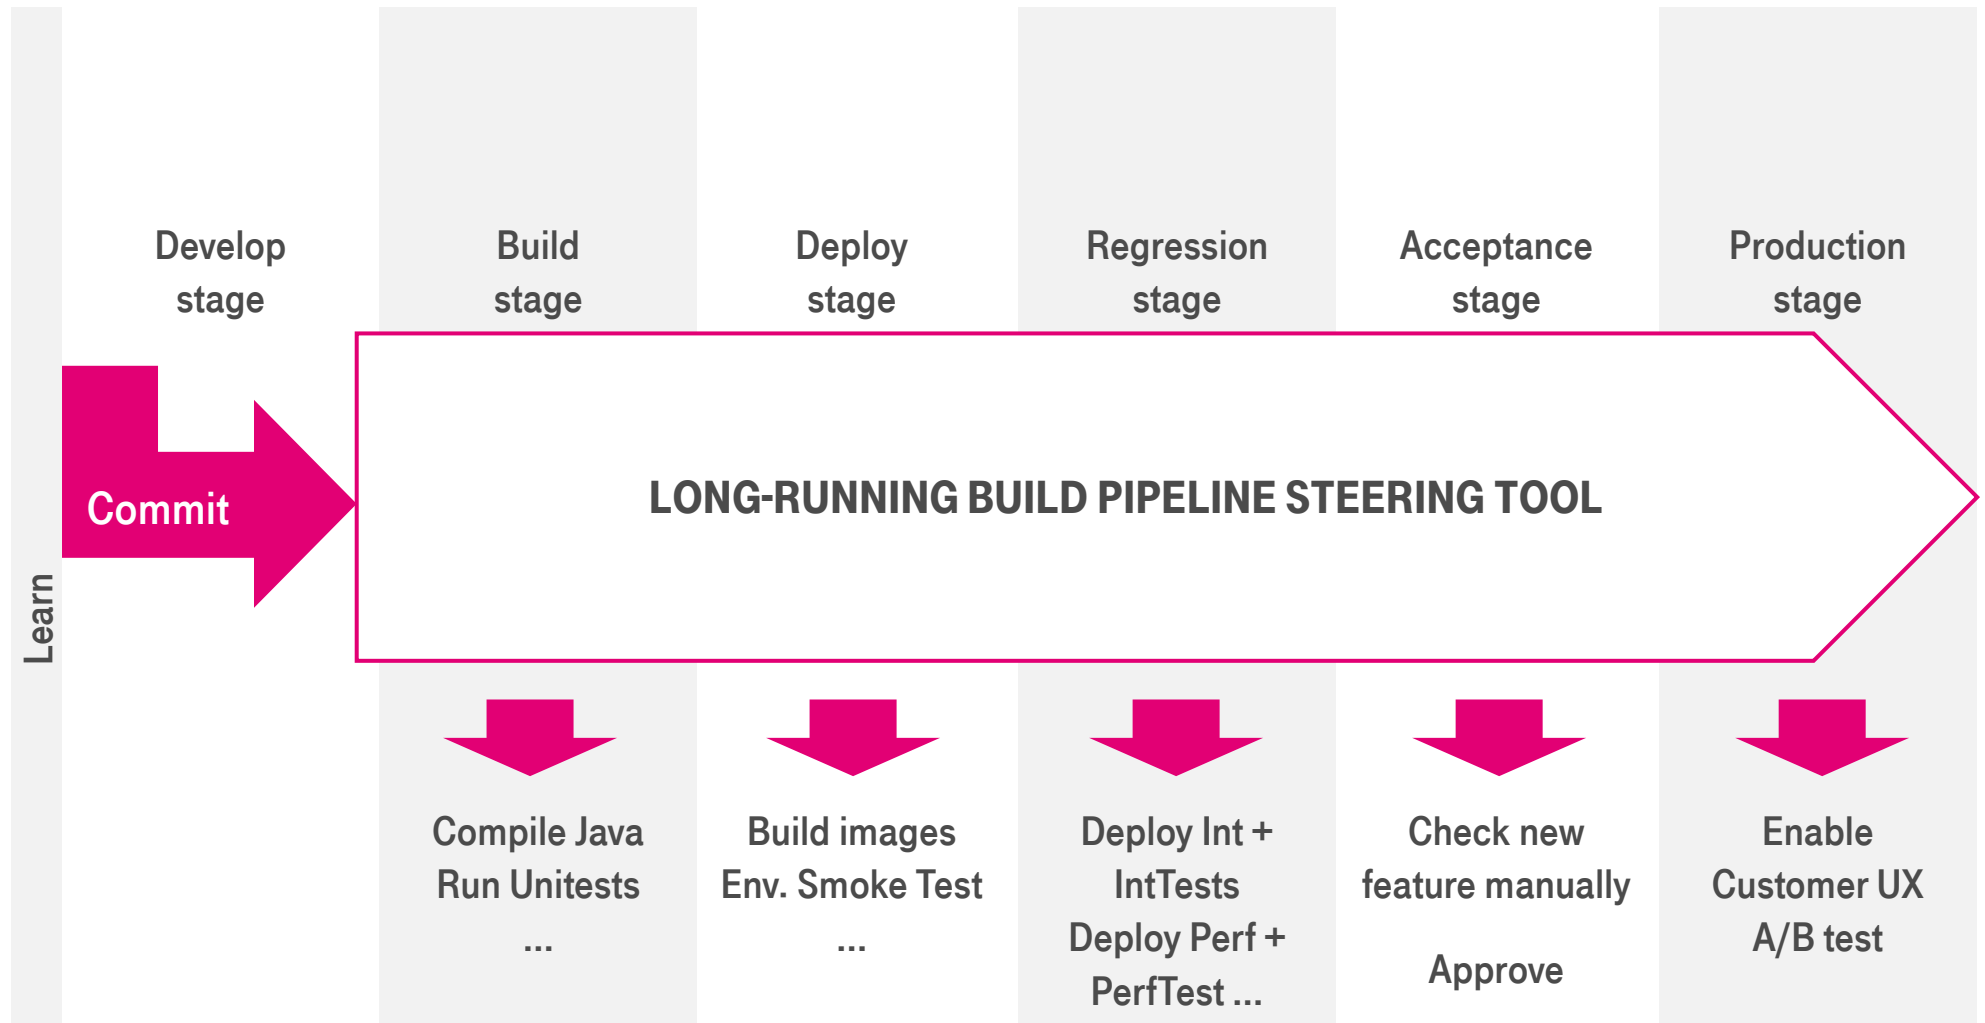 Develop
stage
Build
stage
Deploy
stage
Regression
stage
Acceptance
stage
Production
stage
Learn
Commit
LONG-RUNNING BUILD PIPELINE STEERING TOOL
Compile Java
Run Unitests
...
Build images
Env. Smoke Test
...
Deploy Int +
IntTests
Deploy Perf +
PerfTest ...
Check new
feature manually
Approve
Enable
Customer UX
A/B test